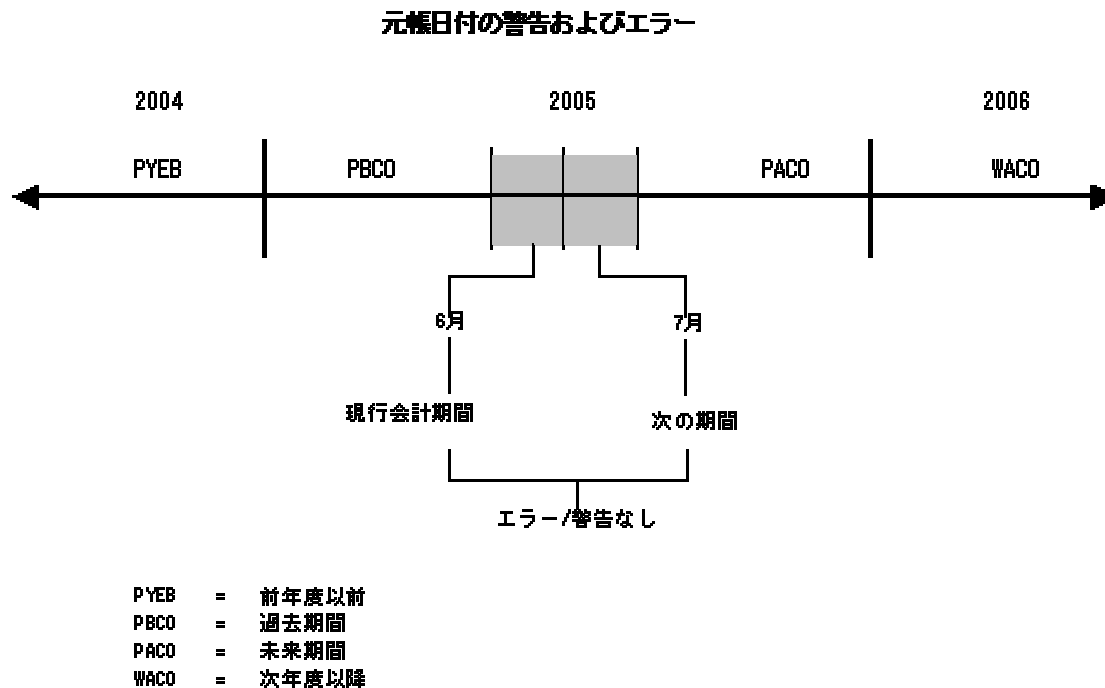 元帳日付の警告およびエラー
2004 2005 2006
PYEB PBCO PACO WACO
6月 7月
現行会計期間 次の期間
エラー/警告なし
PYEB = 前年度以前
PBCO = 過去期間
PACO = 未来期間
WACO = 次年度以降